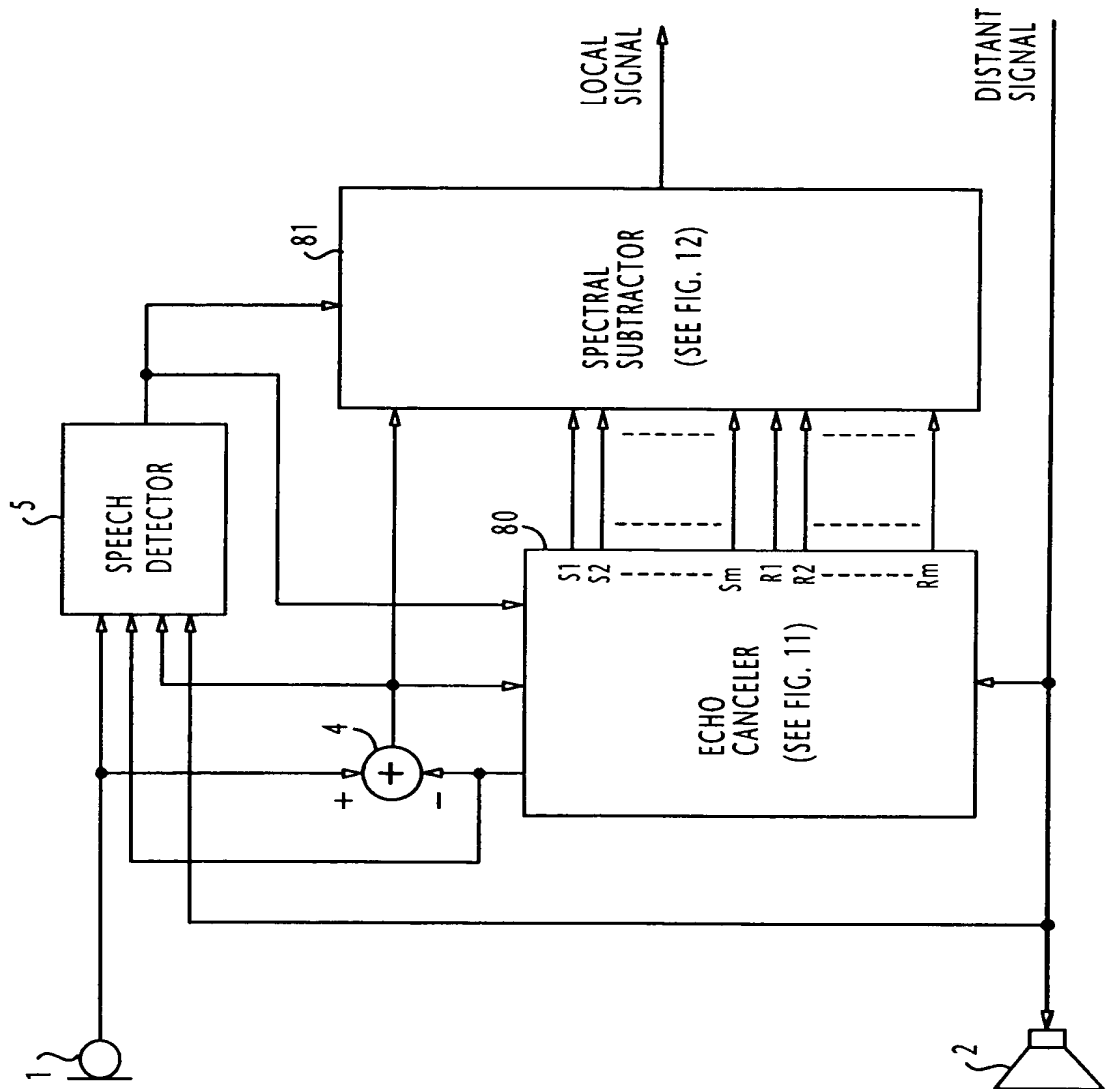 1
5
SPEECH
DETECTOR
81
4
+
+
-
80
S1
S2
Sm
R1
R2
Rm
ECHO
CANCELER
(SEE FIG. 11)
SPECTRAL
SUBTRACTOR
(SEE FIG. 12)
LOCAL
SIGNAL
DISTANT
SIGNAL
2